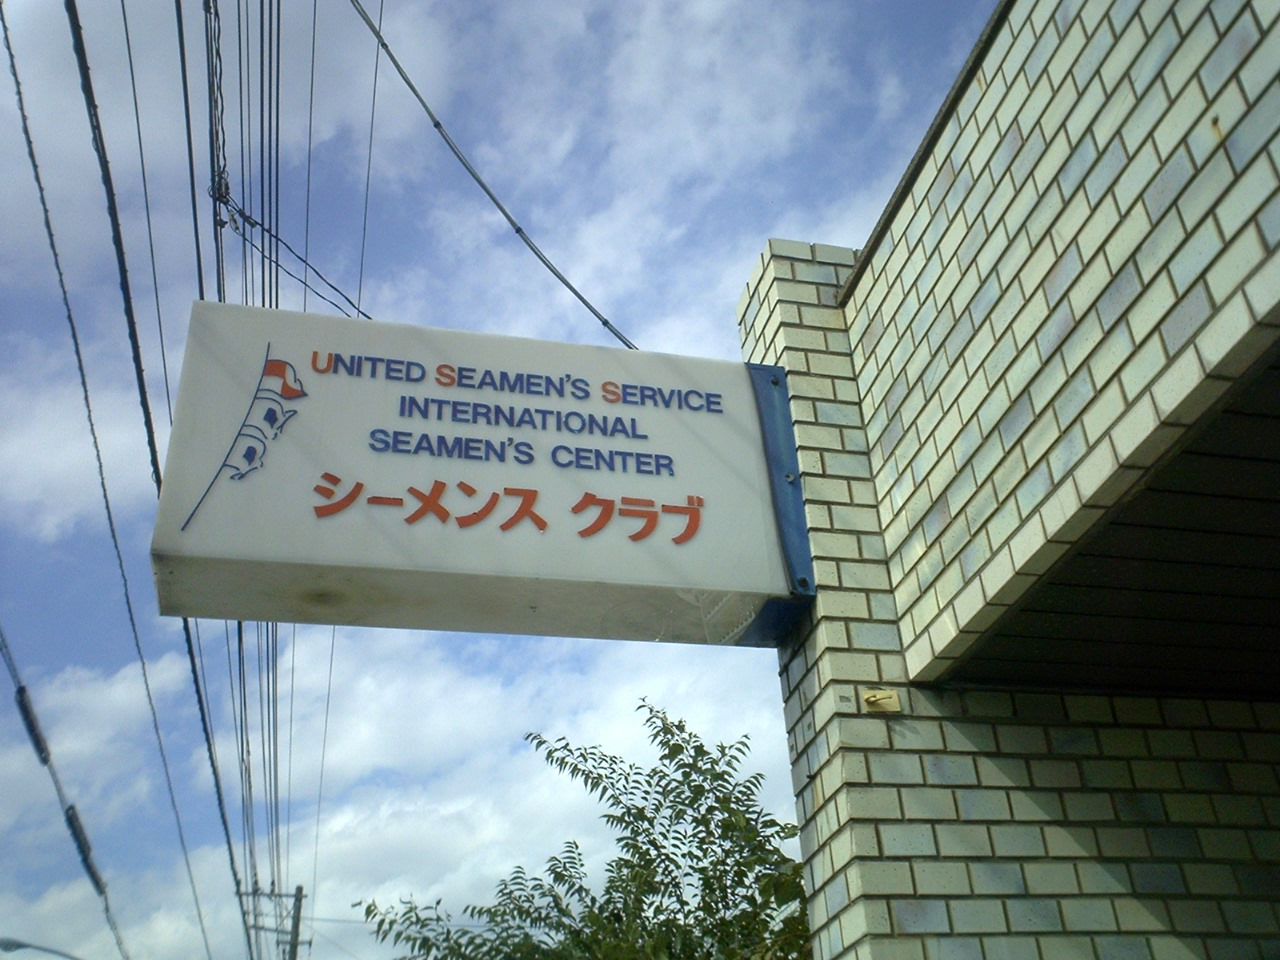 UNITED SEAMEN'S SERVICE
INTERNATIONAL
SEAMEN'S CENTER
シーメンス クラブ